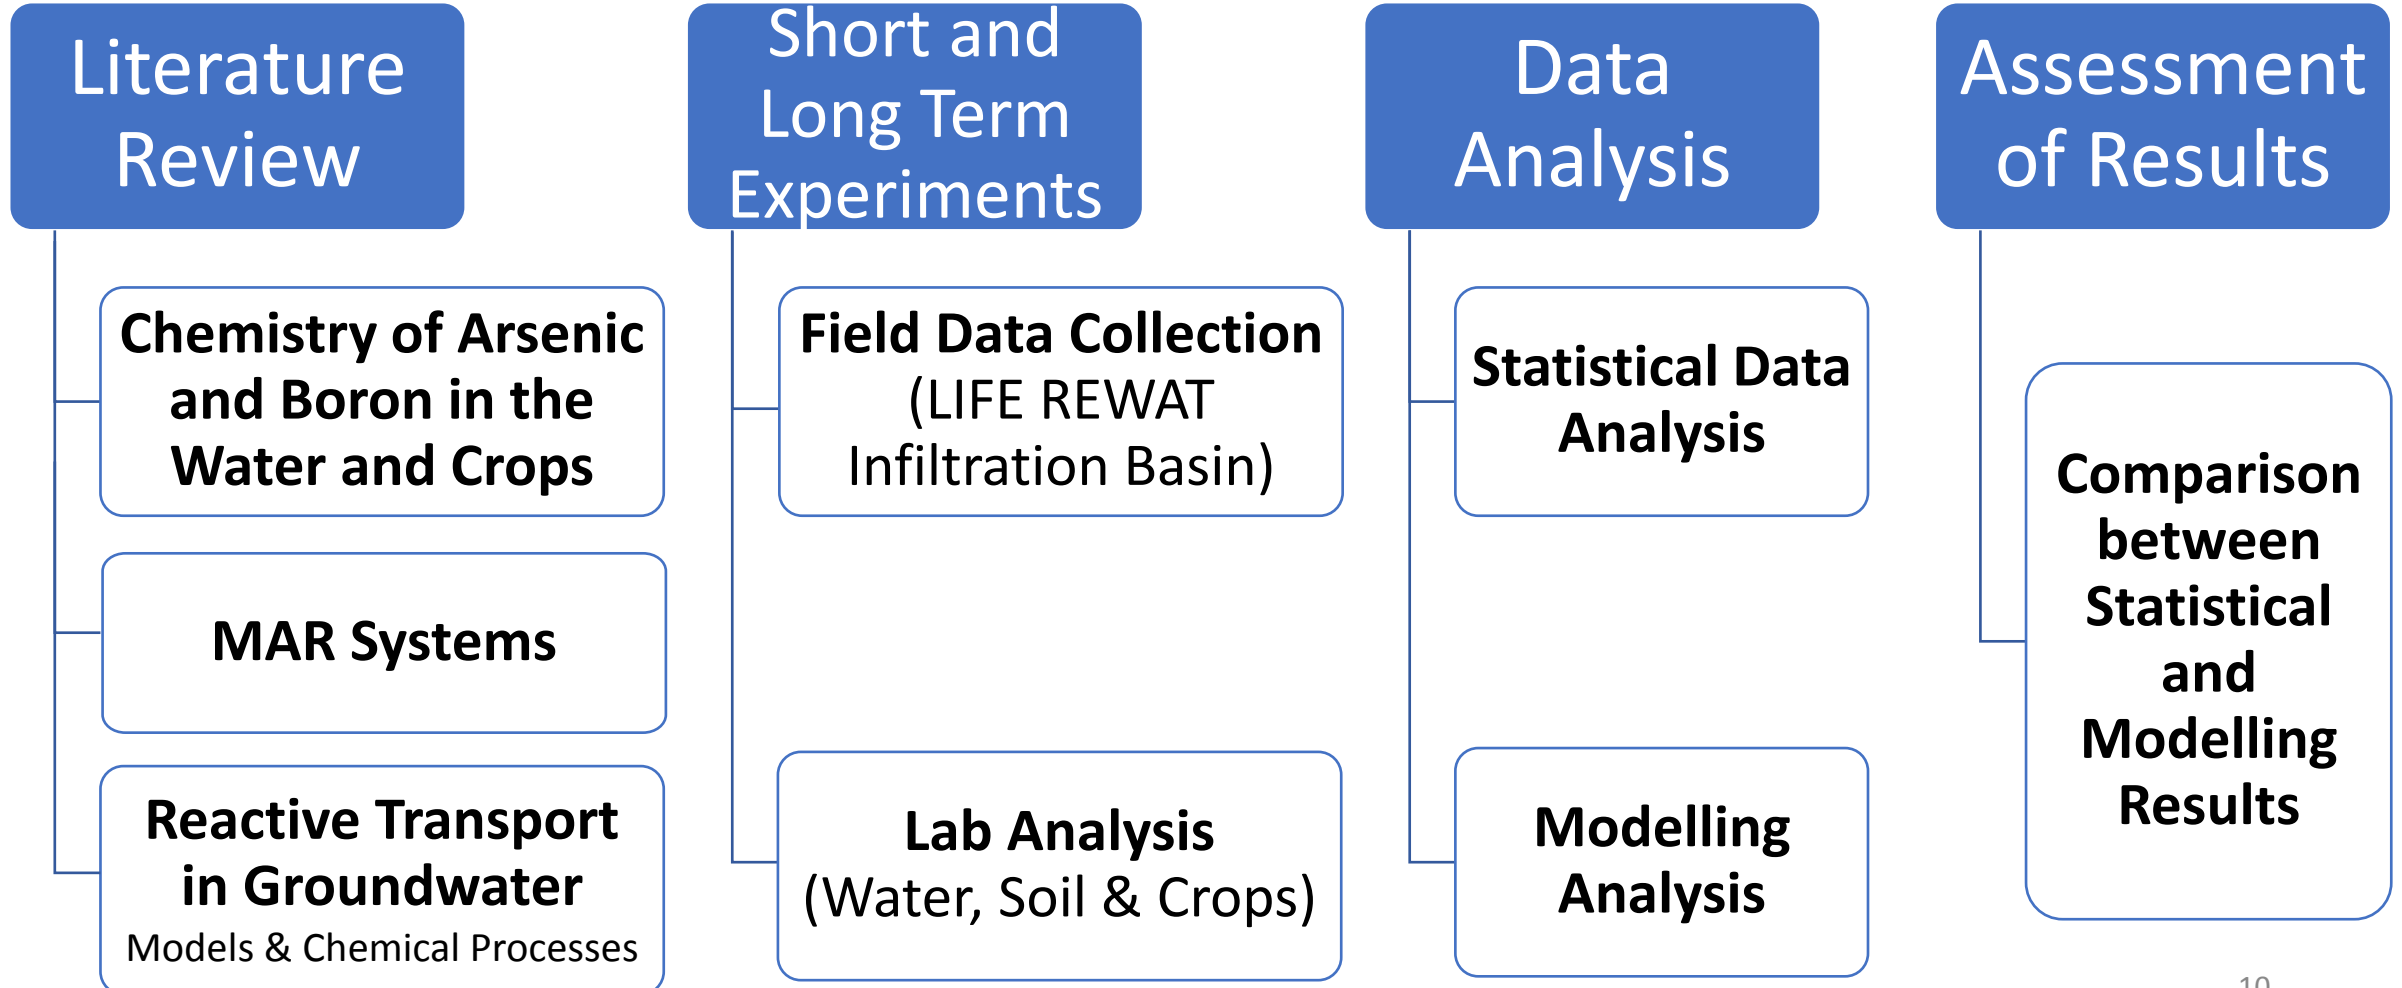 Literature
Review
Chemistry of Arsenic
and Boron in the
Water and Crops
MAR Systems
Reactive Transport
in Groundwater
Models & Chemical Processes
Short and
Long Term
Experiments
Field Data Collection
(LIFE REWAT
Infiltration Basin)
Lab Analysis
(Water, Soil & Crops)
Data
Analysis
Statistical Data
Analysis
Modelling
Analysis
Assessment
of Results
Comparison
between
Statistical
and
Modelling
Results
10